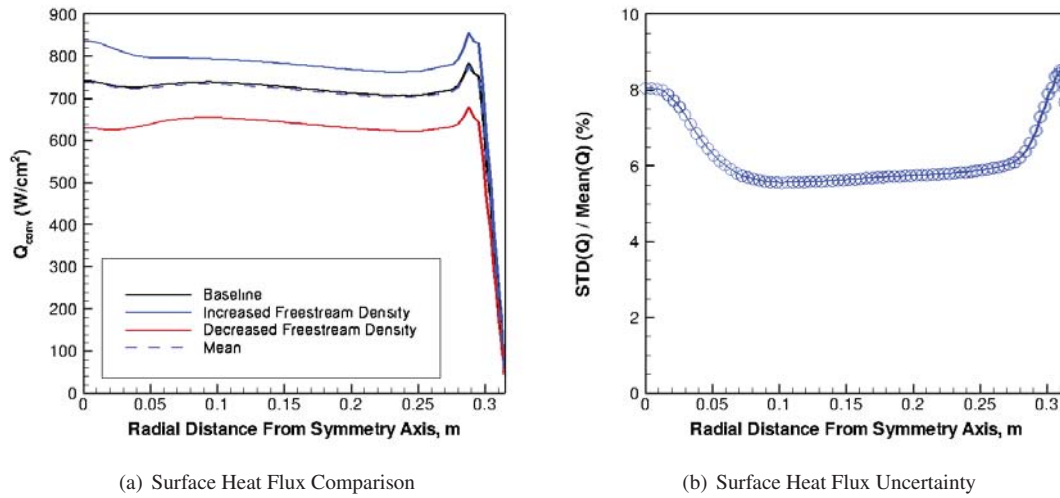 900
800
700
600
500
400
300
200
100
0
Q conv (W/cm²)
Baseline
Increased Freestream Density
Decreased Freestream Density
Mean
0 0.05 0.1 0.15 0.2 0.25 0.3
Radial Distance From Symmetry Axis, m
(a) Surface Heat Flux Comparison
10
8
6
4
2
0
STD(Q) / Mean(Q) (%)
0 0.05 0.1 0.15 0.2 0.25 0.3
Radial Distance From Symmetry Axis, m
(b) Surface Heat Flux Uncertainty